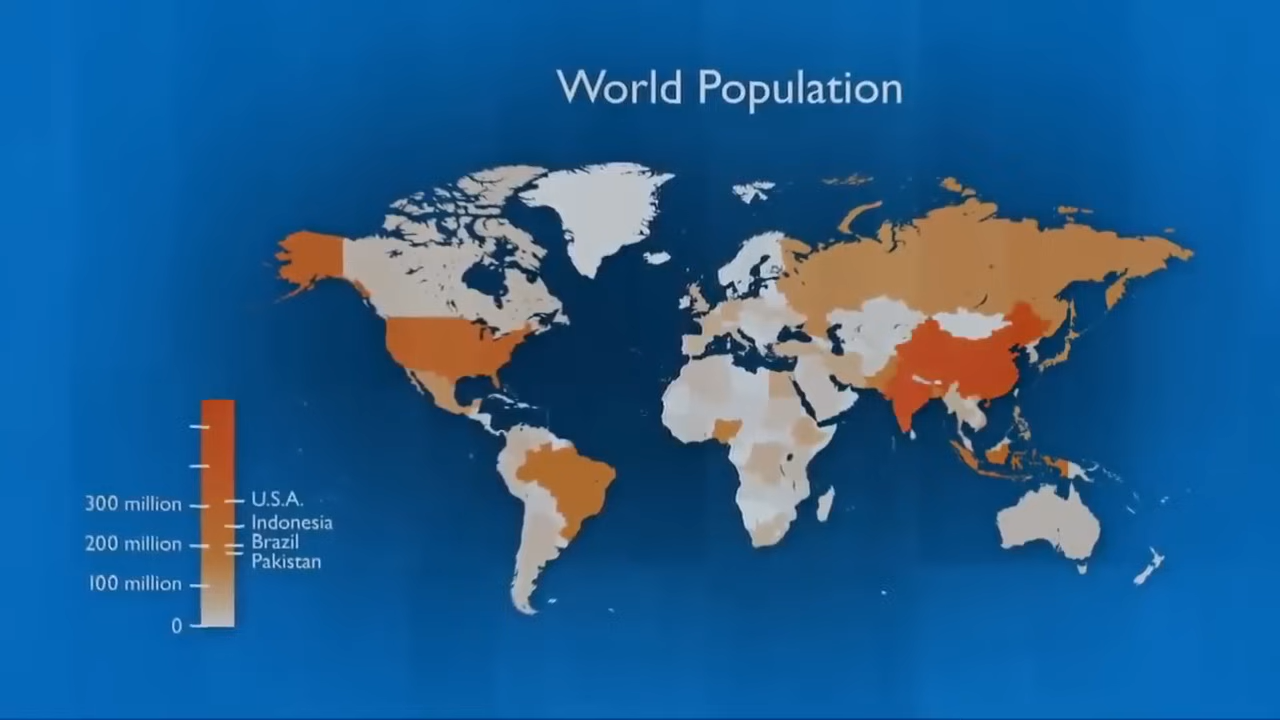 World Population
300 million
200 million
100 million
0
U.S.A.
Indonesia
Brazil
Pakistan